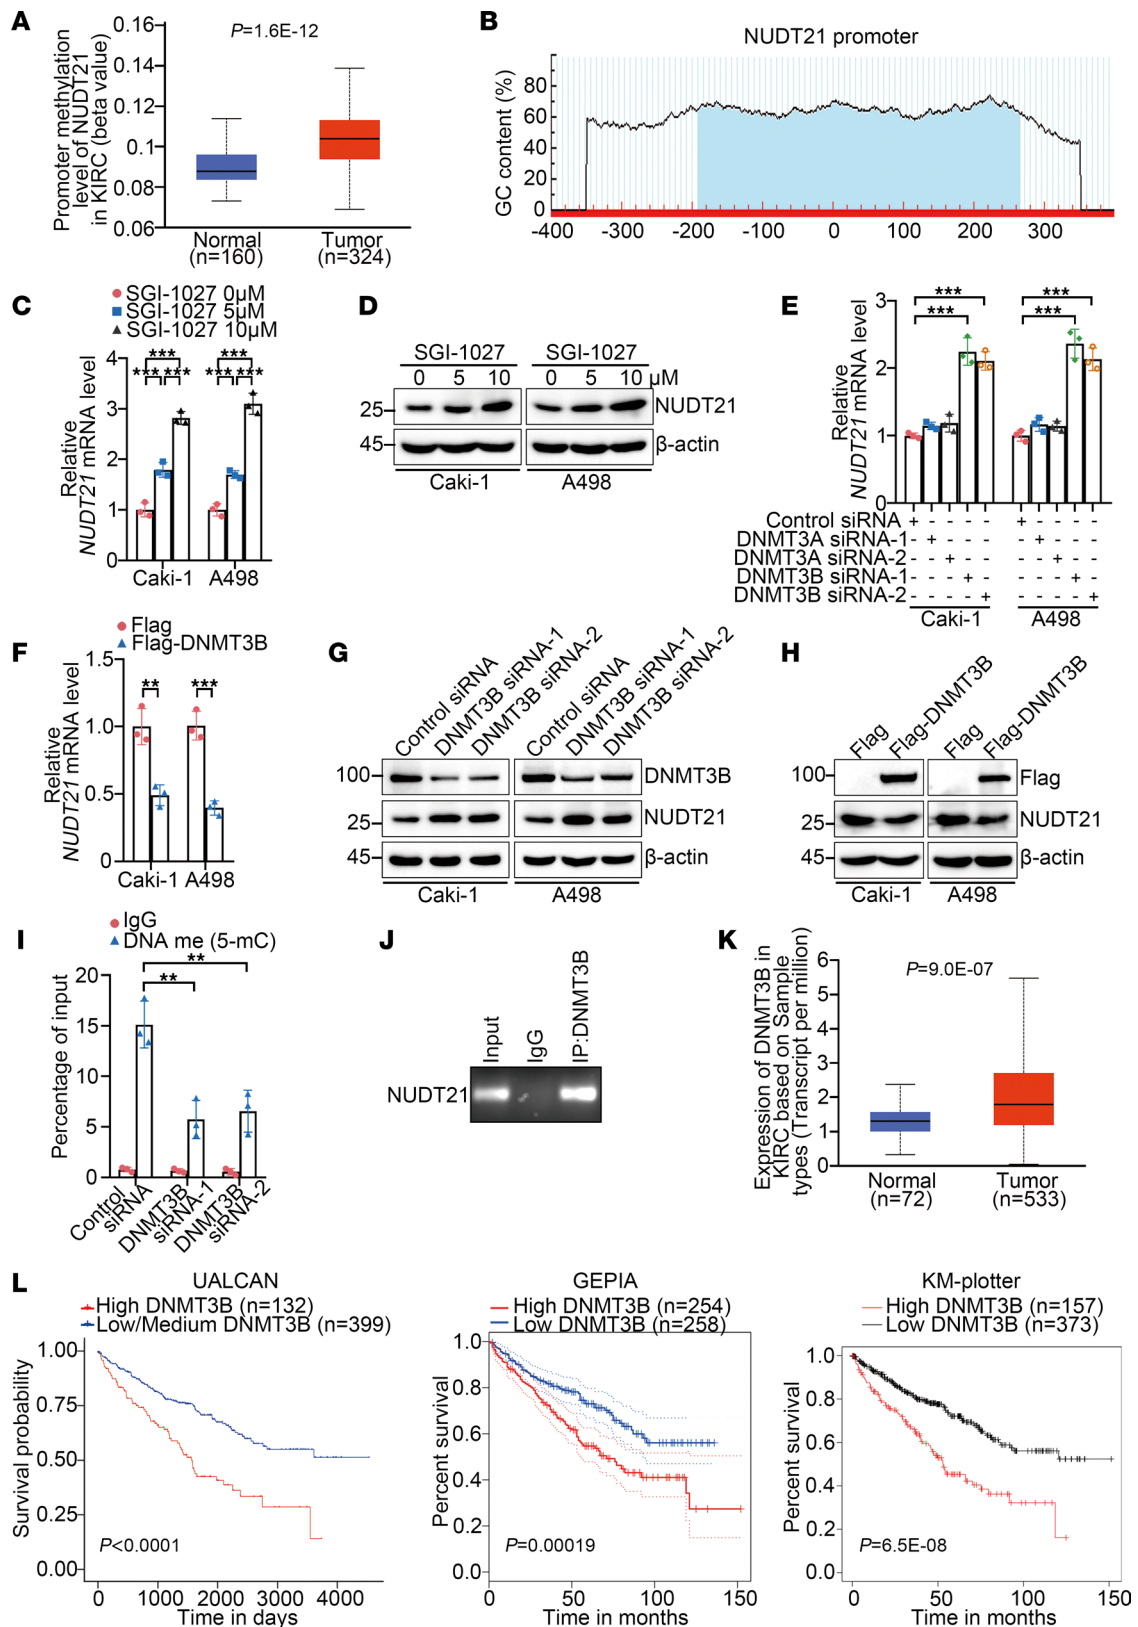 A
Promoter methylation
level of NUDT21
in KIRC (beta value)
0.16
0.14
0.12
0.1
0.08
0.06
P=1.6E-12
Normal
(n=160)
Tumor
(n=324)
B
NUDT21 promoter
GC content (%)
80
60
40
20
0
-400 -300 -200 -100 0 100 200 300
C
SGI-1027 0μM
SGI-1027 5μM
SGI-1027 10μM
Relative
NUDT21 mRNA level
4
3
2
1
0
*** ***
*** *** *** ***
Caki-1 A498
D
SGI-1027 SGI-1027
0 5 10 0 5 10 μM
25 NUDT21
45 β-actin
Caki-1 A498
E
Relative
NUDT21 mRNA level
3
2
1
0
*** ***
*** ***
Control siRNA + - - - - + - - - -
DNMT3A siRNA-1 - + - - - - + - - -
DNMT3A siRNA-2 - - + - - - - + - -
DNMT3B siRNA-1 - - - + - - - - + -
DNMT3B siRNA-2 - - - - + - - - - +
Caki-1 A498
F
Flag
Flag-DNMT3B
Relative
NUDT21 mRNA level
1.5
1.0
0.5
0
** ***
Caki-1 A498
G
Control siRNA
DNMT3B siRNA-1
DNMT3B siRNA-2
Control siRNA
DNMT3B siRNA-1
DNMT3B siRNA-2
100 DNMT3B
25 NUDT21
45 β-actin
Caki-1 A498
H
Flag
Flag-DNMT3B
Flag
Flag-DNMT3B
100 Flag
25 NUDT21
45 β-actin
Caki-1 A498
I
IgG
DNA me (5-mC)
Percentage of input
20
15
10
5
0
**
**
Control
siRNA
DNMT3B
siRNA-1
DNMT3B
siRNA-2
J
Input
IgG
IP:DNMT3B
NUDT21
K
Expression of DNMT3B in
KIRC based on Sample
types (Transcript per million)
6
5
4
3
2
1
0
P=9.0E-07
Normal
(n=72)
Tumor
(n=533)
L
UALCAN
High DNMT3B (n=132)
Low/Medium DNMT3B (n=399)
Survival probability
1.00
0.75
0.50
0.25
0.00
P<0.0001
0 1000 2000 3000 4000
Time in days
GEPIA
High DNMT3B (n=254)
Low DNMT3B (n=258)
Percent survival
1.0
0.8
0.6
0.4
0.2
0.0
P=0.00019
0 50 100 150
Time in months
KM-plotter
High DNMT3B (n=157)
Low DNMT3B (n=373)
Percent survival
1.0
0.8
0.6
0.4
0.2
0.0
P=6.5E-08
0 50 100 150
Time in months